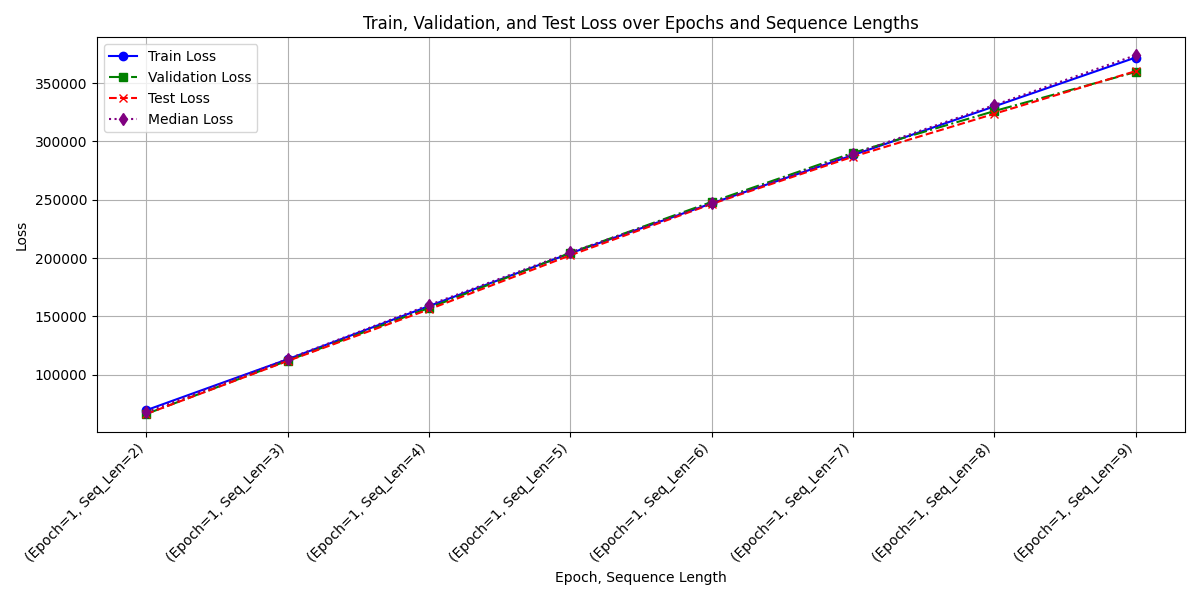 Train, Validation, and Test Loss over Epochs and Sequence Lengths
Train Loss
Validation Loss
Test Loss
Median Loss
Loss
350000
300000
250000
200000
150000
100000
(Epoch=1, Seq_Len=2)
(Epoch=1, Seq_Len=3)
(Epoch=1, Seq_Len=4)
(Epoch=1, Seq_Len=5)
(Epoch=1, Seq_Len=6)
(Epoch=1, Seq_Len=7)
(Epoch=1, Seq_Len=8)
(Epoch=1, Seq_Len=9)
Epoch, Sequence Length